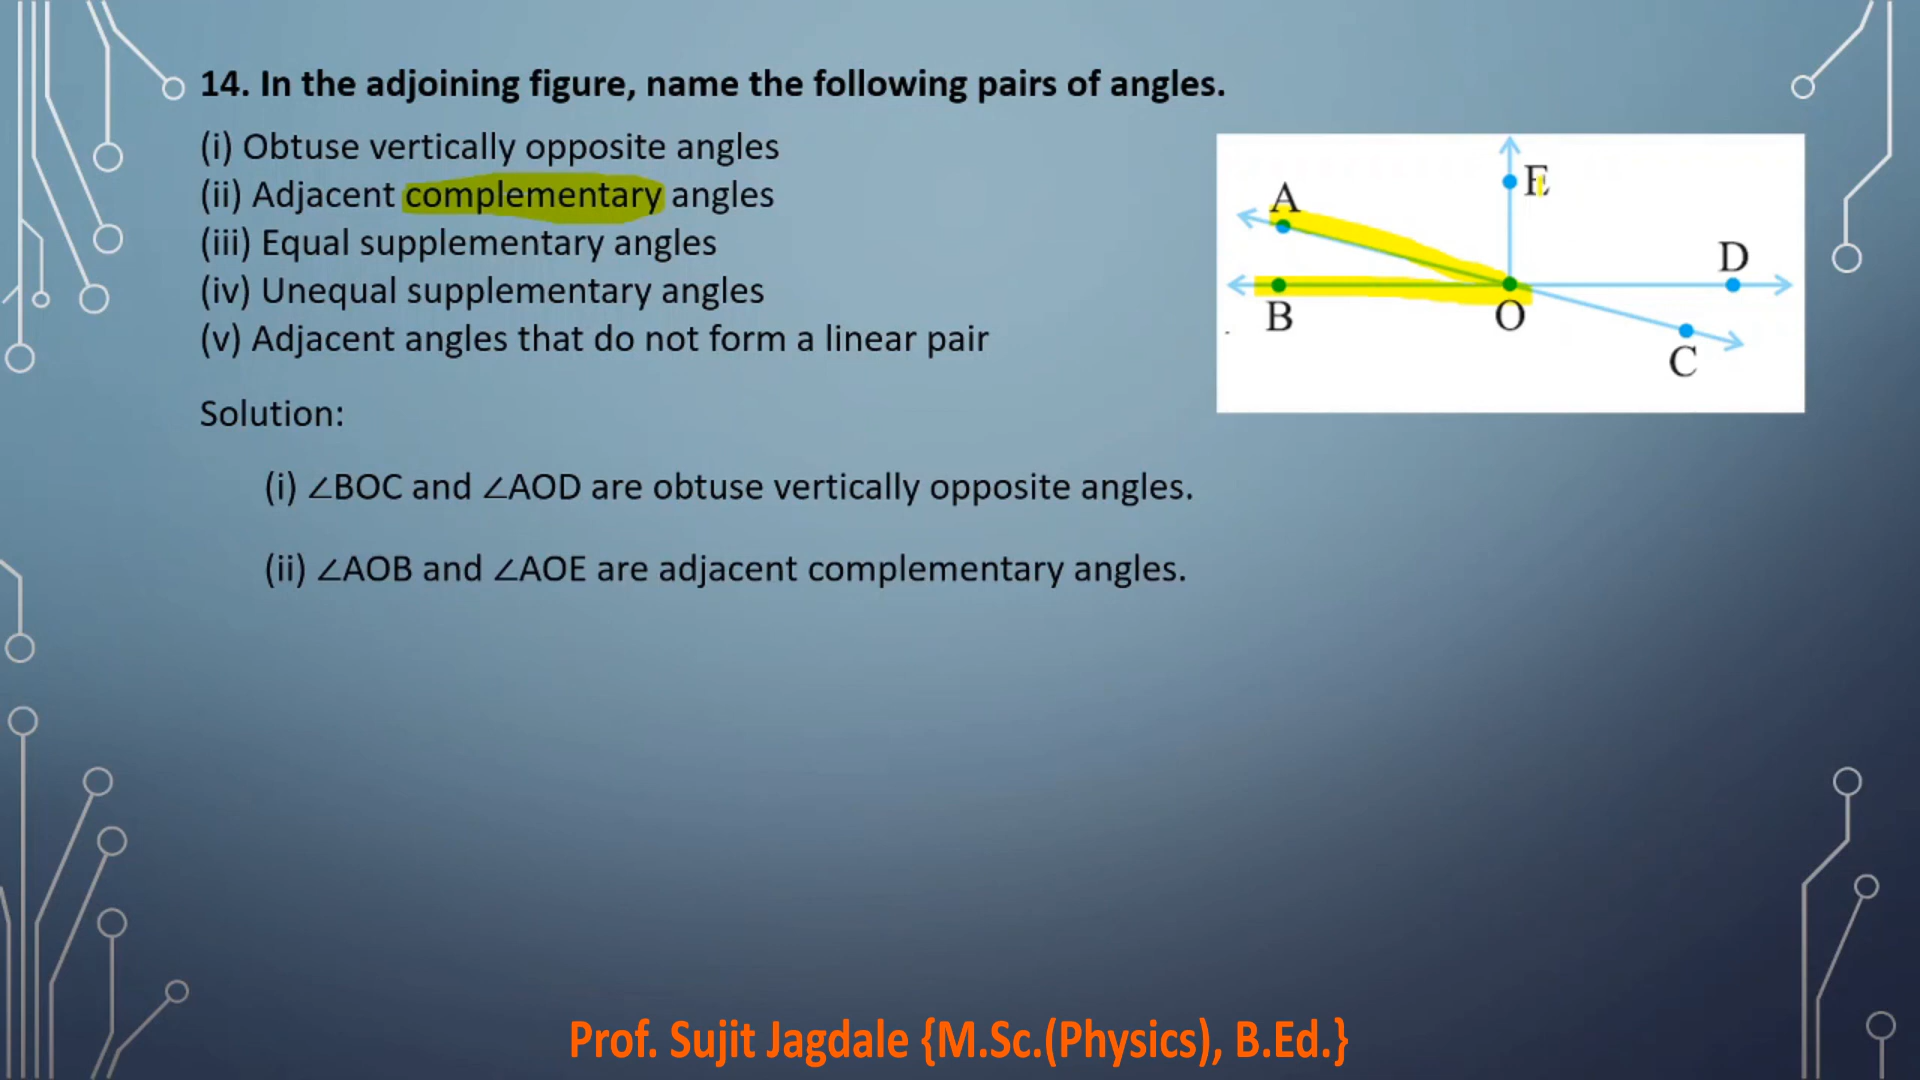 14. In the adjoining figure, name the following pairs of angles.
(i) Obtuse vertically opposite angles
(ii) Adjacent complementary angles
(iii) Equal supplementary angles
(iv) Unequal supplementary angles
(v) Adjacent angles that do not form a linear pair
A
E
D
B
O
C
Solution:
(i) ∠BOC and ∠AOD are obtuse vertically opposite angles.
(ii) ∠AOB and ∠AOE are adjacent complementary angles.
Prof. Sujit Jagdale {M.Sc.(Physics), B.Ed.}